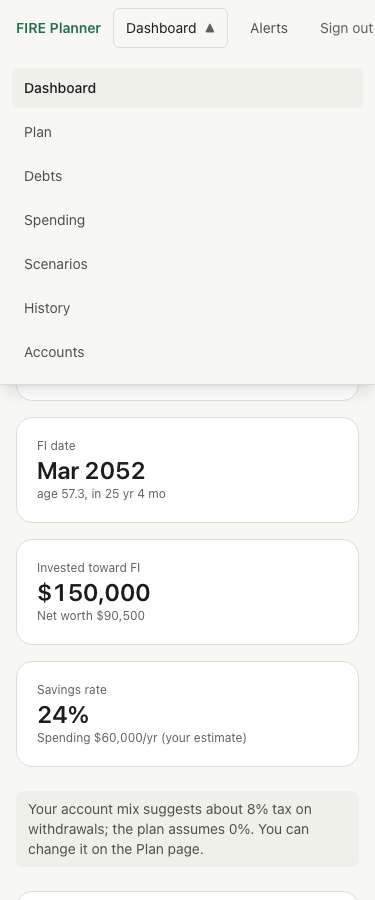 FIRE Planner Dashboard ▲ Alerts Sign out
Dashboard
Plan
Debts
Spending
Scenarios
History
Accounts
FI date
Mar 2052
age 57.3, in 25 yr 4 mo
Invested toward FI
$150,000
Net worth $90,500
Savings rate
24%
Spending $60,000/yr (your estimate)
Your account mix suggests about 8% tax on
withdrawals; the plan assumes 0%. You can
change it on the Plan page.